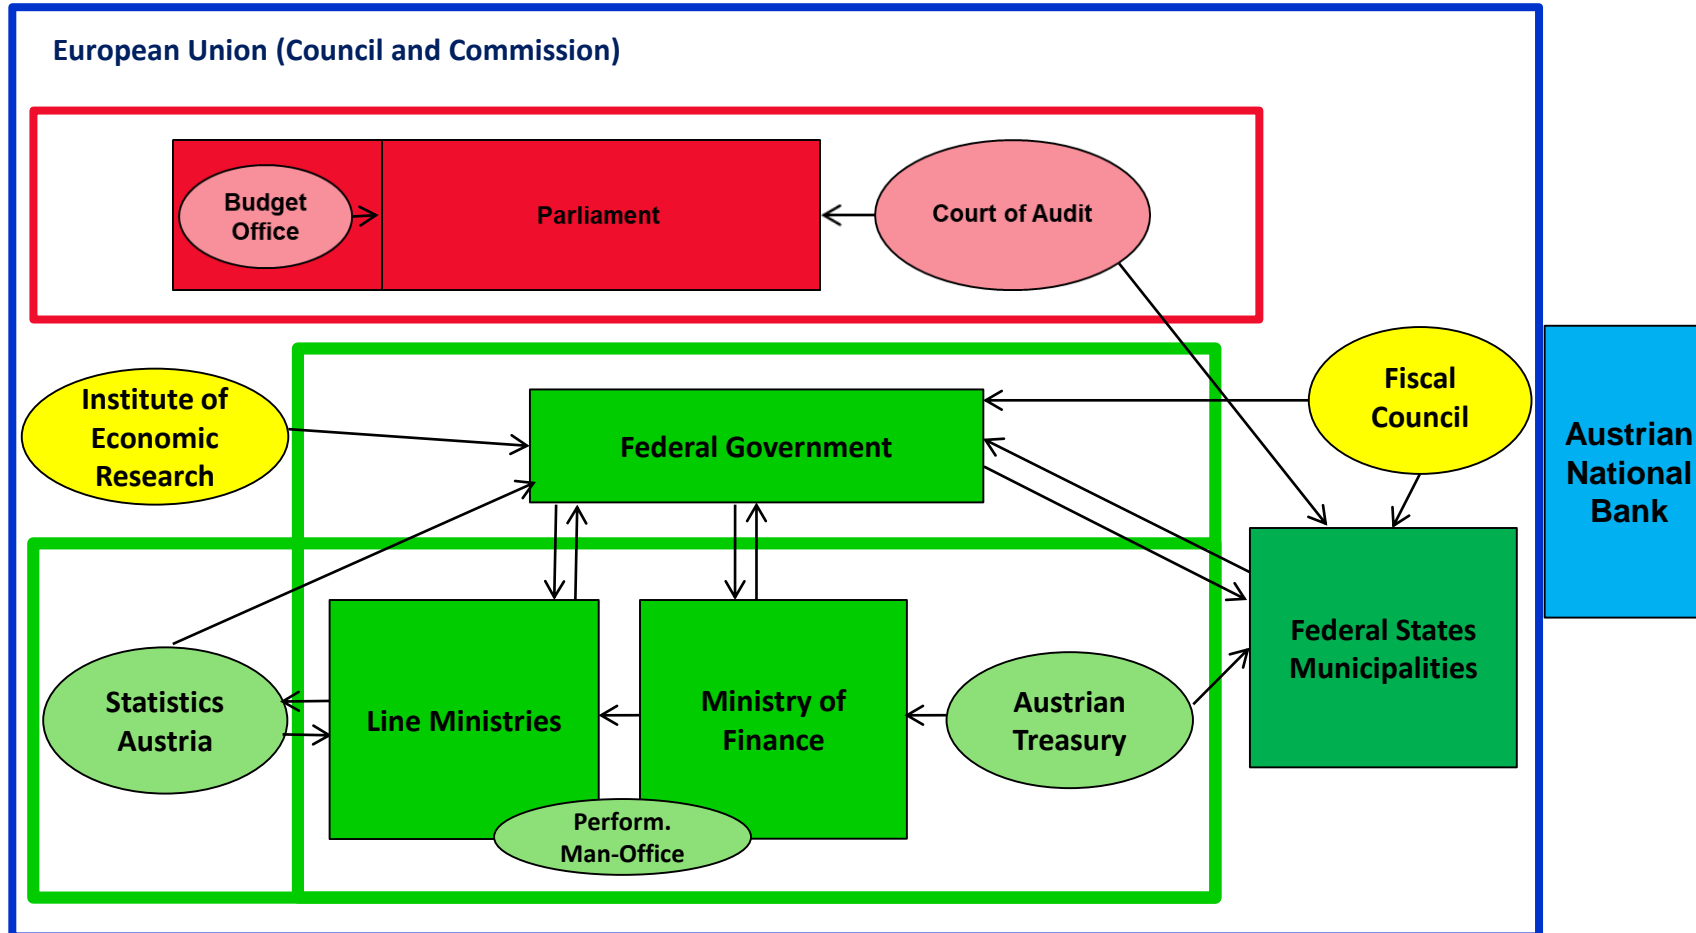 European Union (Council and Commission)
Budget
Office
Parliament
Court of Audit
Institute of
Economic
Research
Federal Government
Fiscal
Council
Austrian
National
Bank
Statistics
Austria
Line Ministries
Ministry of
Finance
Austrian
Treasury
Federal States
Municipalities
Perform.
Man-Office